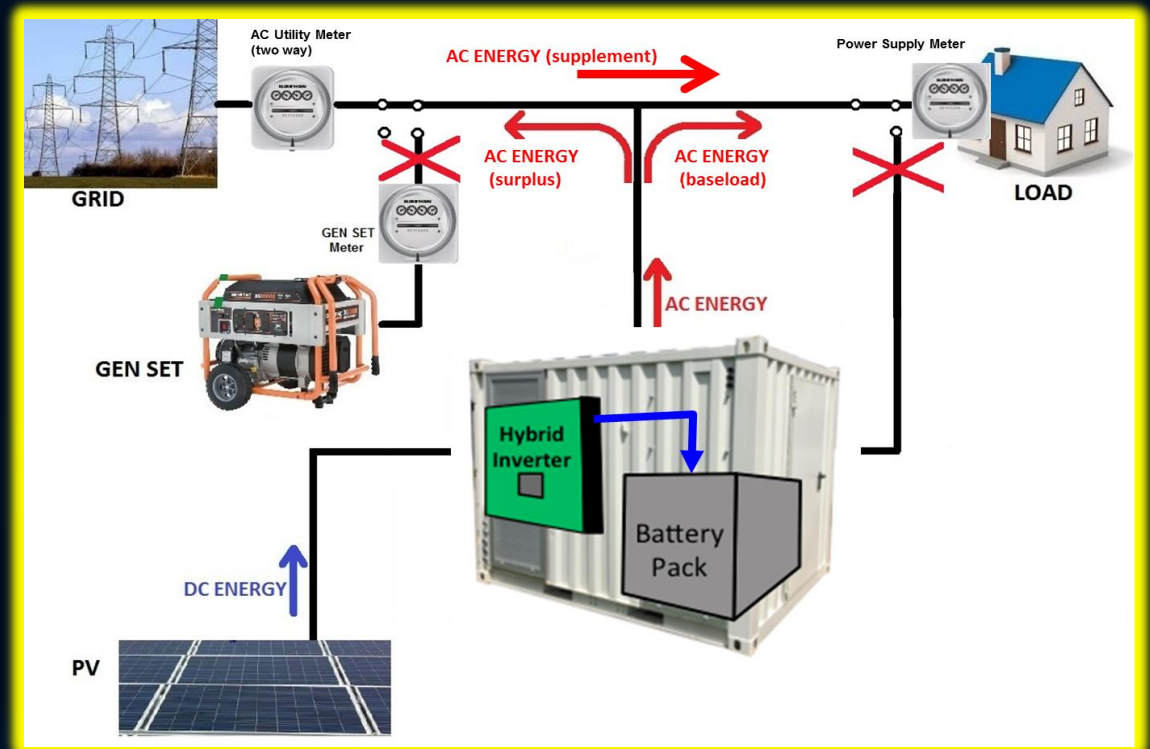 AC Utility Meter
(two way)
AC ENERGY (supplement)
Power Supply Meter
GRID
AC ENERGY
(surplus)
AC ENERGY
(baseload)
LOAD
GEN SET
Meter
AC ENERGY
GEN SET
Hybrid
Inverter
Battery
Pack
DC ENERGY
PV